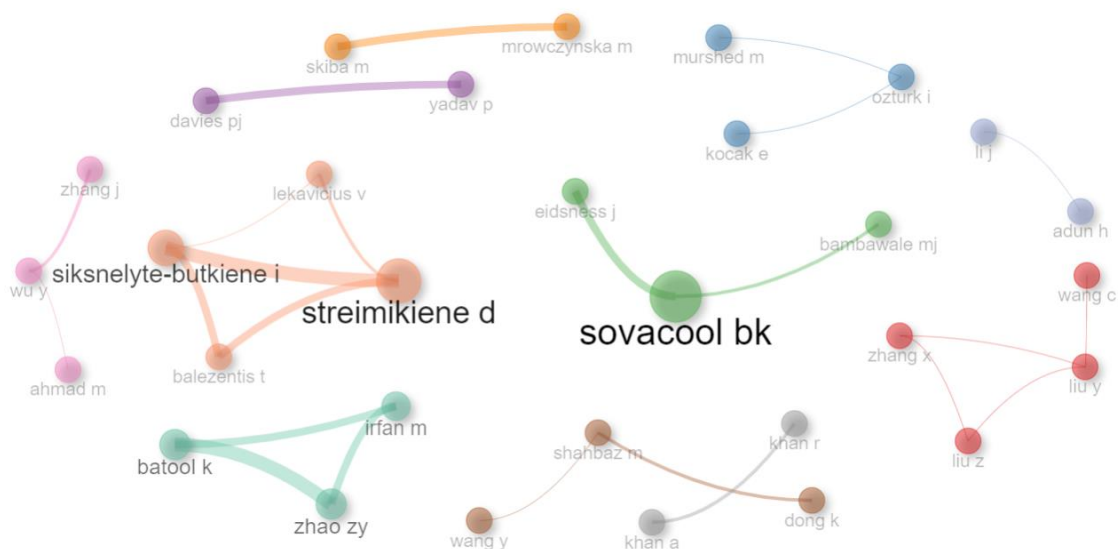 mrowczynska m
skiba m
murshed m
yadav p
ozturk i
davies pj
kocak e
li j
zhang j
lekavicius v
eidsness j
adun h
bambawale mj
siksnelyte-butkiene i
wu y
wang c
streimikiene d
sovacool bk
zhang x
balezentis t
liu y
ahmad m
irfan m
khan r
shahbaz m
batool k
liu z
dong k
zhao zy
wang y
khan a